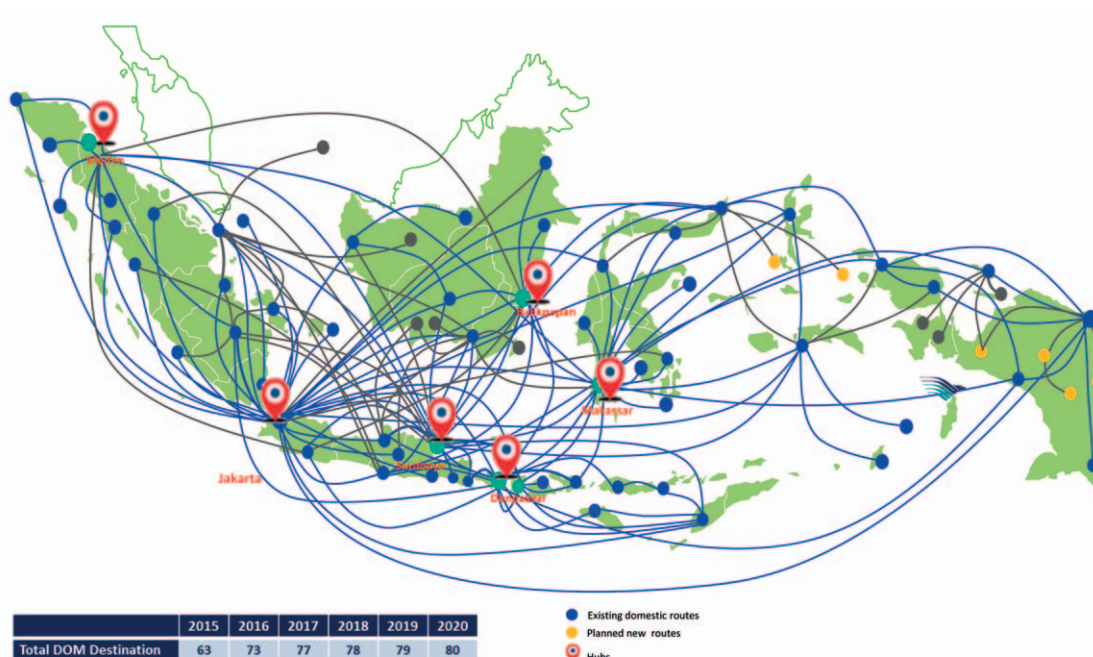 Medan
Balikpapan
Makassar
Surabaya
Jakarta
Denpasar
2015 2016 2017 2018 2019 2020
Total DOM Destination 63 73 77 78 79 80
Existing domestic routes
Planned new routes
Hubs